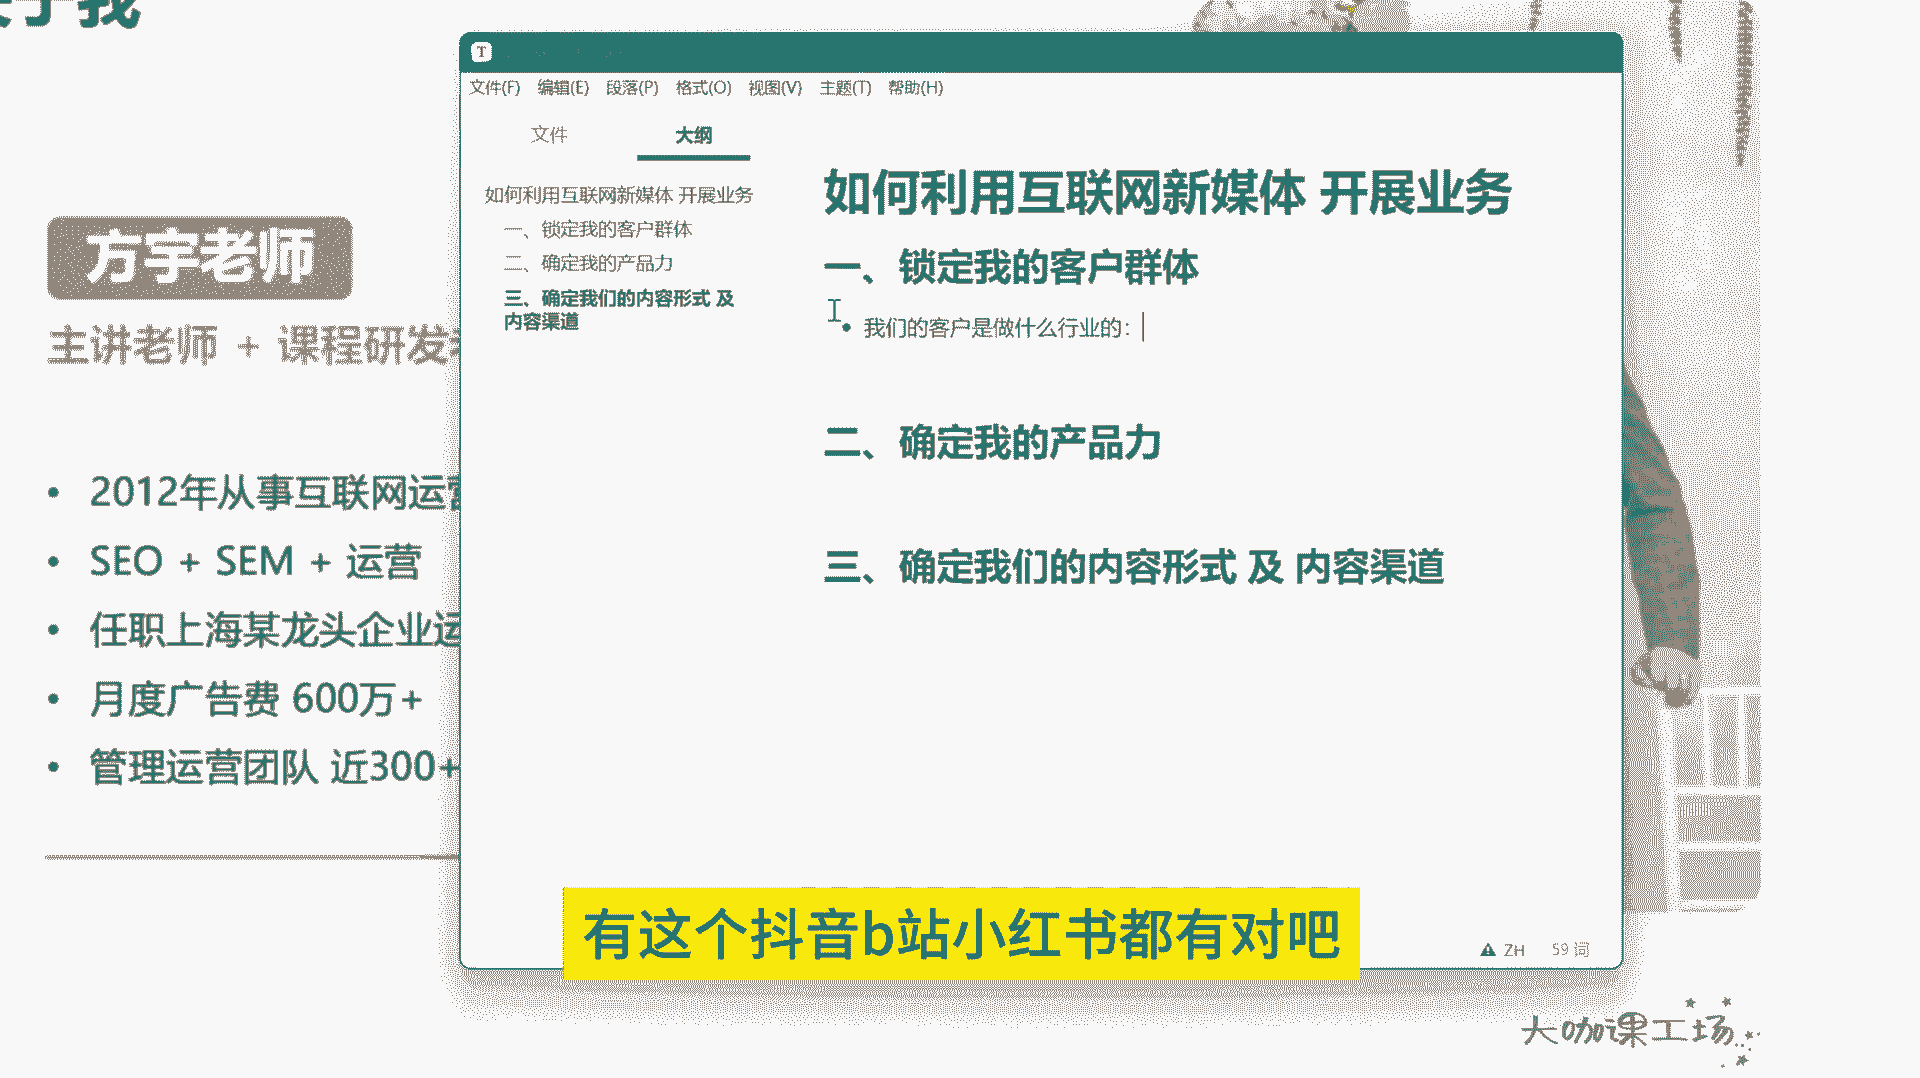 于我
方宇老师
主讲老师 + 课程研发
2012年从事互联网运营
SEO + SEM + 运营
任职上海某龙头企业运
月度广告费 600万+
管理运营团队 近300+
T
文件(F) 编辑(E) 段落(P) 格式(O) 视图(V) 主题(T) 帮助(H)
文件 大纲
如何利用互联网新媒体 开展业务
一、锁定我的客户群体
二、确定我的产品力
三、确定我们的内容形式 及
内容渠道
如何利用互联网新媒体 开展业务
一、锁定我的客户群体
我们的客户是做什么行业的：
二、确定我的产品力
三、确定我们的内容形式 及 内容渠道
ZH 59 词
有这个抖音b站小红书都有对吧
大咖课工场